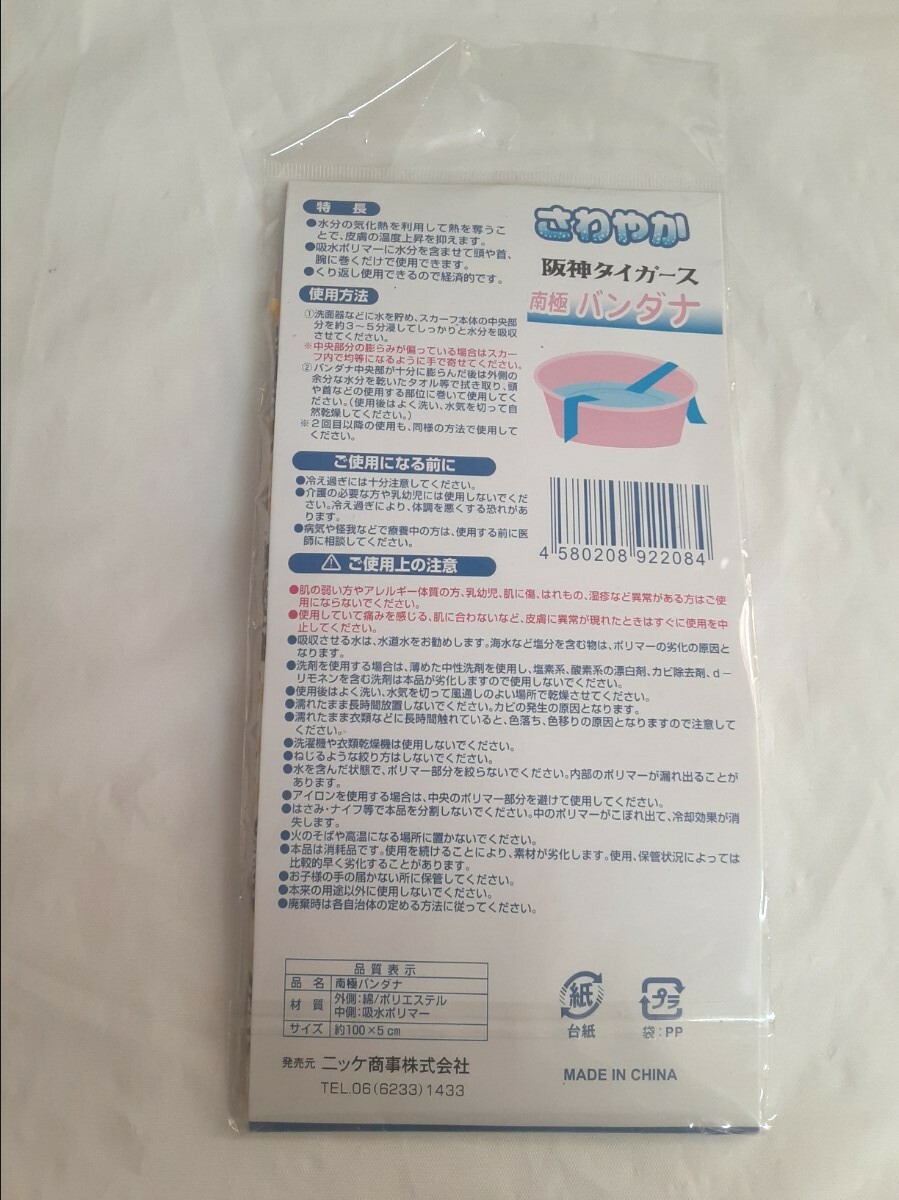 さわやか
阪神タイガース
南極 バンダナ
特長
●水分の気化熱を利用して熱を奪うこ
とで、皮膚の温度上昇を抑えます。
●吸水ポリマーに水分を含ませて頭や首、
腕に巻くだけで使用できます。
●くり返し使用できるので経済的です。
使用方法
①洗面器などに水を貯め、スカーフ本体の中央部
分を約3〜5分浸してしっかりと水分を吸収
させてください。
※中央部分の膨らみが偏っている場合はスカー
フ内で均等になるように手で寄せてください。
②バンダナ中央部が十分に膨らんだ後は外側の
余分な水分を乾いたタオル等で拭き取り、頭
や首などの使用する部位に巻いて使用してく
ださい。(使用後はよく洗い、水気を切って自
然乾燥してください。)
※2回目以降の使用も、同様の方法で使用して
ください。
ご使用になる前に
●冷え過ぎには十分注意してください。
●介護の必要な方や乳幼児には使用しないでくだ
さい。冷え過ぎにより、体調を悪くする恐れがあ
ります。
●病気や怪我などで療養中の方は、使用する前に医
師に相談してください。
4 580208 922084
⚠ ご使用上の注意
●肌の弱い方やアレルギー体質の方、乳幼児、肌に傷、はれもの、湿疹など異常がある方はご使
用にならないでください。
●使用していて痛みを感じる、肌に合わないなど、皮膚に異常が現れたときはすぐに使用を中
止してください。
●吸収させる水は、水道水をお勧めします。海水など塩分を含む物は、ポリマーの劣化の原因と
なります。
●洗剤を使用する場合は、薄めた中性洗剤を使用し、塩素系、酸素系の漂白剤、カビ除去剤、d-
リモネンを含む洗剤は本品が劣化しますので使用しないでください。
●使用後はよく洗い、水気を切って風通しのよい場所で乾燥させてください。
●濡れたまま長時間放置しないでください。カビの発生の原因となります。
●濡れたまま衣類などに長時間触れていると、色落ち、色移りの原因となりますので注意して
ください。
●洗濯機や衣類乾燥機は使用しないでください。
●ねじるような絞り方はしないでください。
●水を含んだ状態で、ポリマー部分を絞らないでください。内部のポリマーが漏れ出ることが
あります。
●アイロンを使用する場合は、中央のポリマー部分を避けて使用してください。
●はさみ・ナイフ等で本品を分割しないでください。中のポリマーがこぼれ出て、冷却効果が消
失します。
●火のそばや高温になる場所に置かないでください。
●本品は消耗品です。使用を続けることにより、素材が劣化します。使用、保管状況によっては
比較的早く劣化することがあります。
●お子様の手の届かない所に保管してください。
●本来の用途以外に使用しないでください。
●廃棄時は各自治体の定める方法に従ってください。
品質表示
品名 南極バンダナ
材質 外側:綿/ポリエステル
中側:吸水ポリマー
サイズ 約100×5cm
発売元 ニッケ商事株式会社
TEL.06(6233)1433
紙
台紙
プラ
袋:PP
MADE IN CHINA